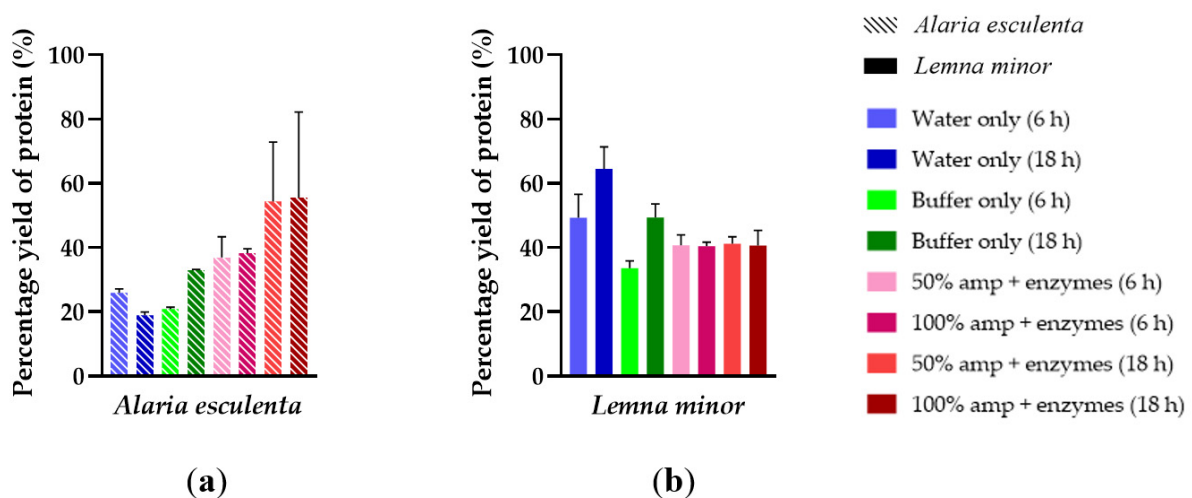 Percentage yield of protein (%)
100
80
60
40
20
0
Alaria esculenta
(a)
Percentage yield of protein (%)
100
80
60
40
20
0
Lemna minor
(b)
Alaria esculenta
Lemna minor
Water only (6 h)
Water only (18 h)
Buffer only (6 h)
Buffer only (18 h)
50% amp + enzymes (6 h)
100% amp + enzymes (6 h)
50% amp + enzymes (18 h)
100% amp + enzymes (18 h)